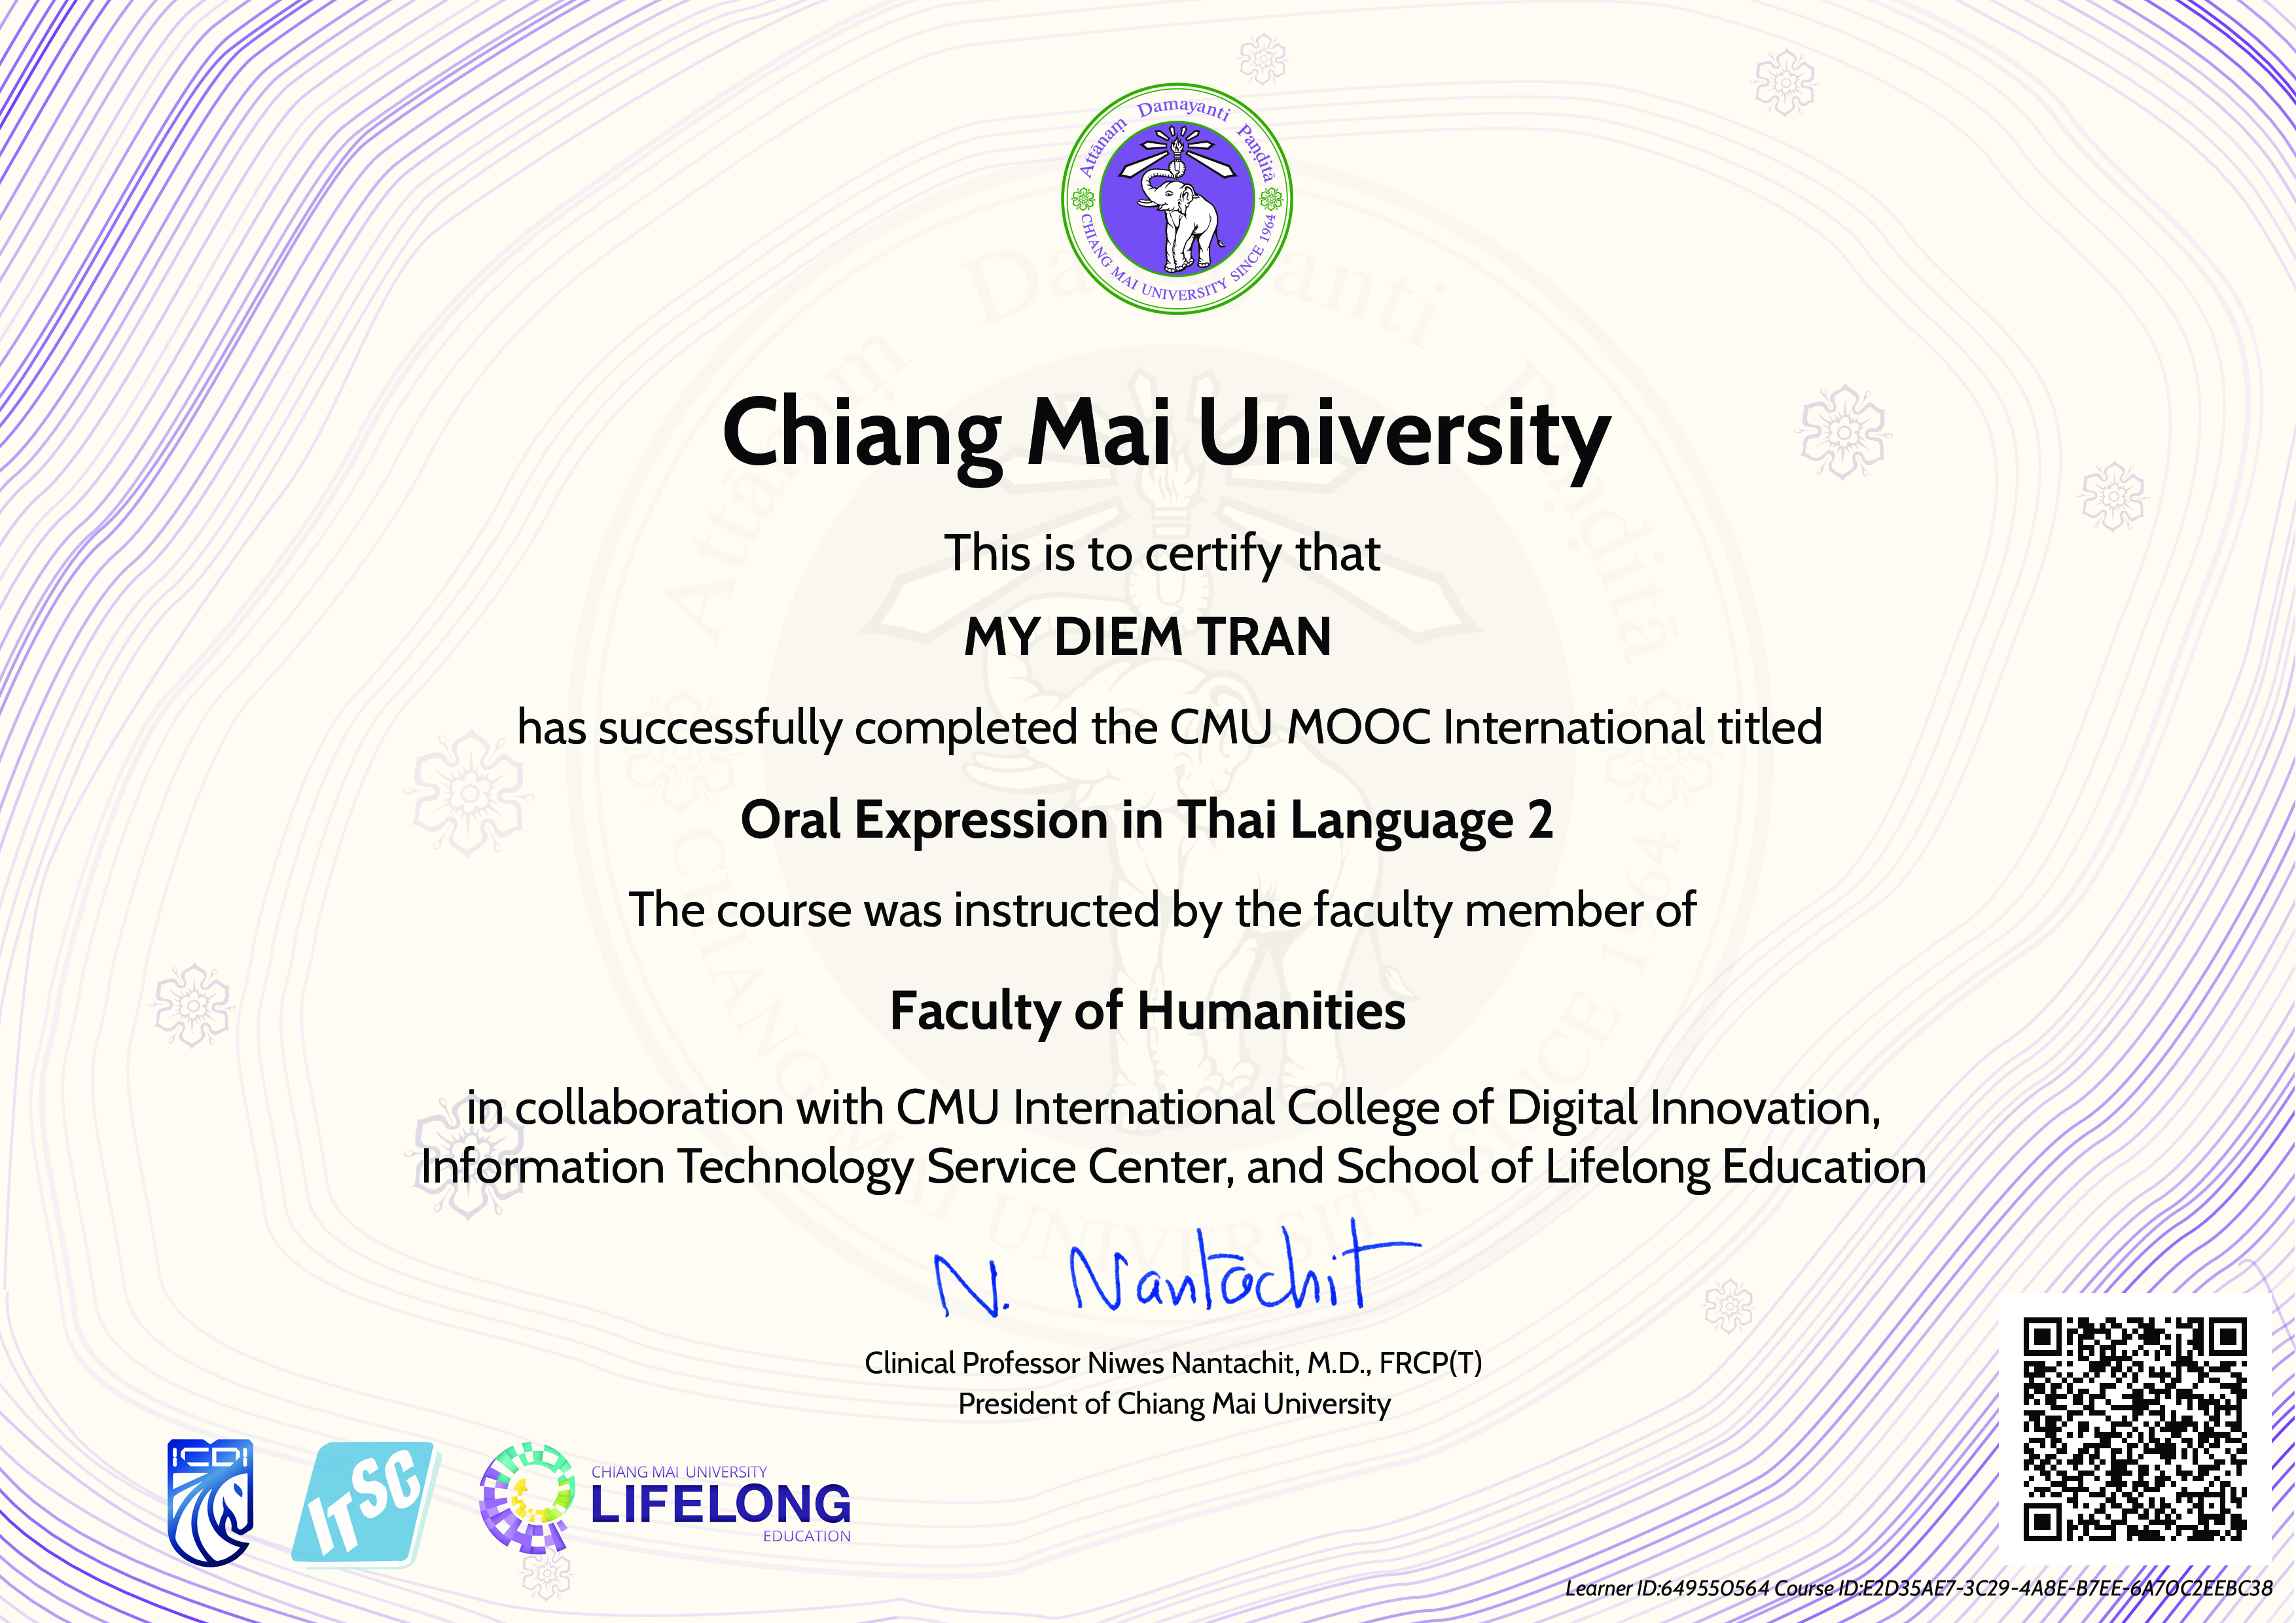 Attānaṃ Damayanti Paṇḍitā
CHIANG MAI UNIVERSITY SINCE 1964
Chiang Mai University
This is to certify that
MY DIEM TRAN
has successfully completed the CMU MOOC International titled
Oral Expression in Thai Language 2
The course was instructed by the faculty member of
Faculty of Humanities
in collaboration with CMU International College of Digital Innovation,
Information Technology Service Center, and School of Lifelong Education
N. Nantachit
Clinical Professor Niwes Nantachit, M.D., FRCP(T)
President of Chiang Mai University
ICDI
ITSC
CHIANG MAI UNIVERSITY
LIFELONG
EDUCATION
Learner ID:649550564 Course ID:E2D35AE7-3C29-4A8E-B7EE-6A70C2EEBC38